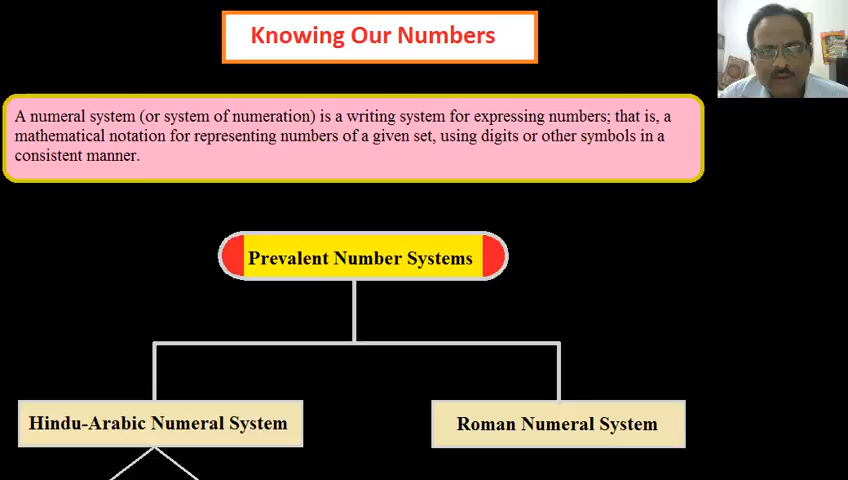 Knowing Our Numbers
A numeral system (or system of numeration) is a writing system for expressing numbers; that is, a
mathematical notation for representing numbers of a given set, using digits or other symbols in a
consistent manner.
Prevalent Number Systems
Hindu-Arabic Numeral System
Roman Numeral System